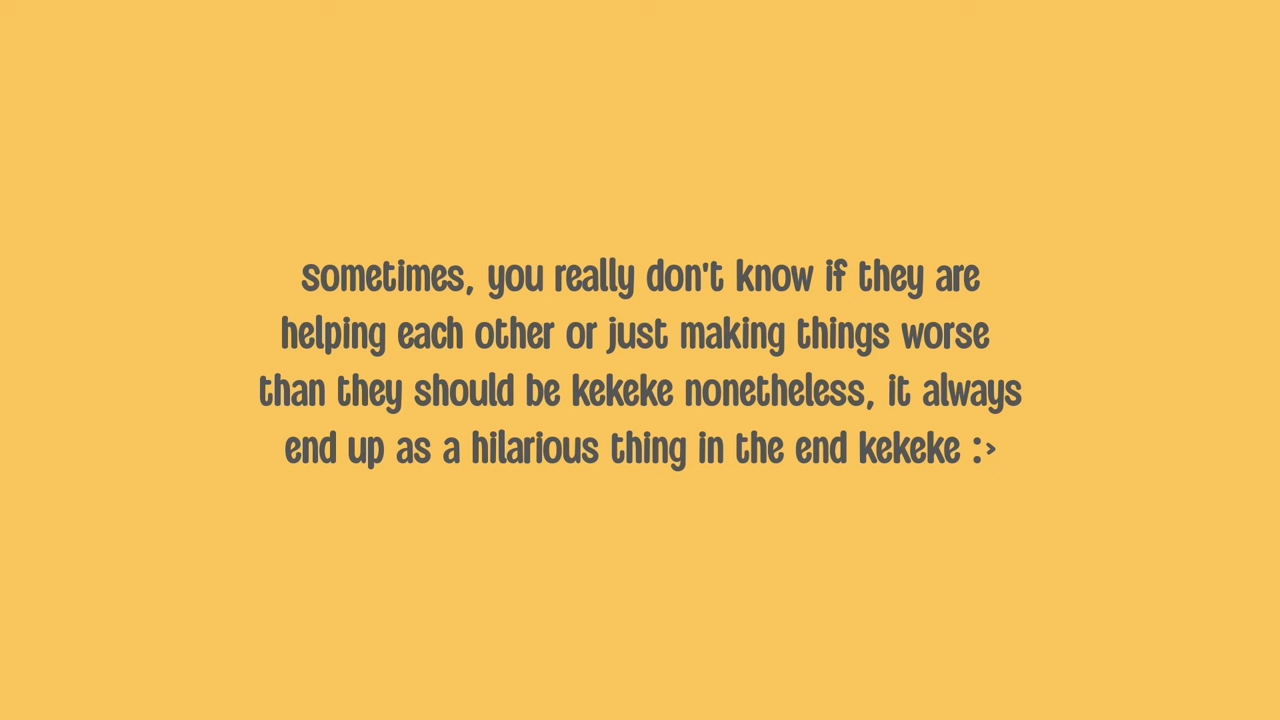 sometimes, you really don't know if they are
helping each other or just making things worse
than they should be kekeke nonetheless, it always
end up as a hilarious thing in the end kekeke :>